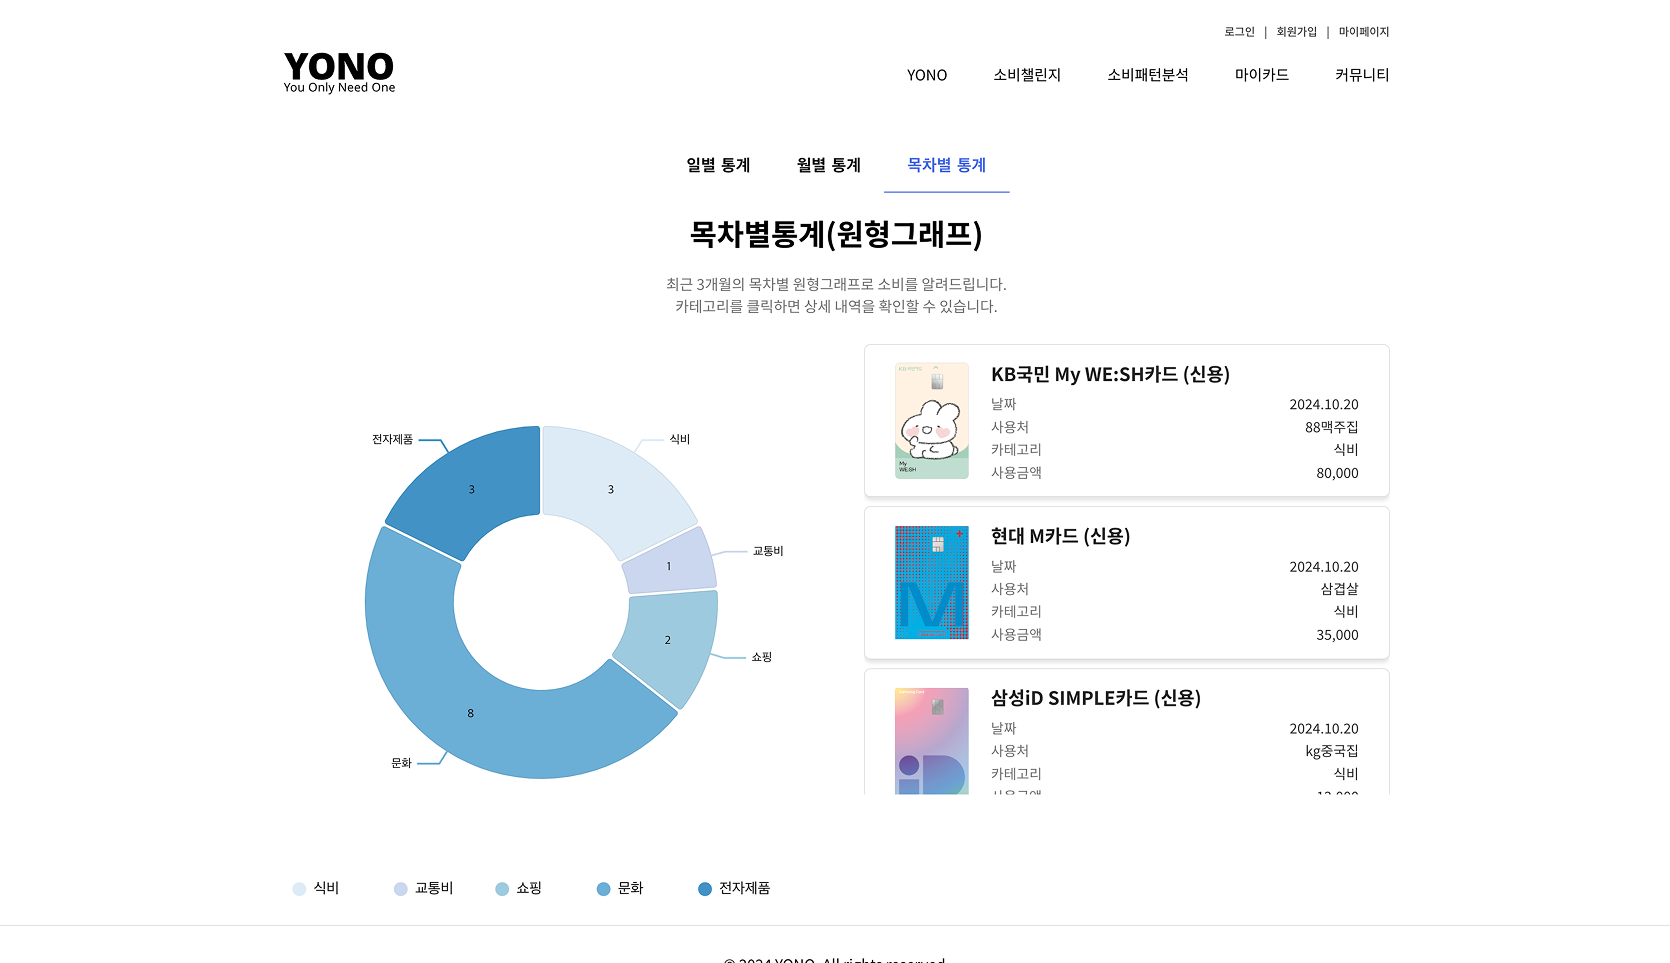 로그인 | 회원가입 | 마이페이지
YONO
You Only Need One
YONO 소비챌린지 소비패턴분석 마이카드 커뮤니티
일별 통계 월별 통계 목차별 통계
목차별통계(원형그래프)
최근 3개월의 목차별 원형그래프로 소비를 알려드립니다.
카테고리를 클릭하면 상세 내역을 확인할 수 있습니다.
전자제품
식비
3
3
교통비
1
2
쇼핑
8
문화
My
WE:SH
KB국민 My WE:SH카드 (신용)
날짜 2024.10.20
사용처 88맥주집
카테고리 식비
사용금액 80,000
M
현대 M카드 (신용)
날짜 2024.10.20
사용처 삼겹살
카테고리 식비
사용금액 35,000
iD
삼성iD SIMPLE카드 (신용)
날짜 2024.10.20
사용처 kg중국집
카테고리 식비
식비 교통비 쇼핑 문화 전자제품
© 2024 YONO. All rights reserved